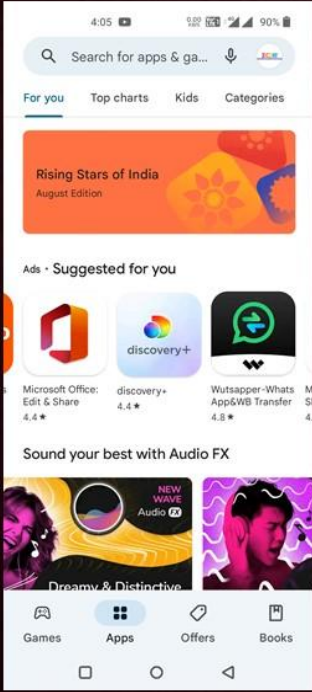 4:05
90%
Search for apps & ga...
For you Top charts Kids Categories
Rising Stars of India
August Edition
Ads · Suggested for you
discovery+
Microsoft Office: Edit & Share
4.4★
discovery+
4.4★
Wutsapper-Whats App&WB Transfer
4.8★
Sound your best with Audio FX
NEW
WAVE
Audio FX
Dreamy & Distinctive
Games Apps Offers Books